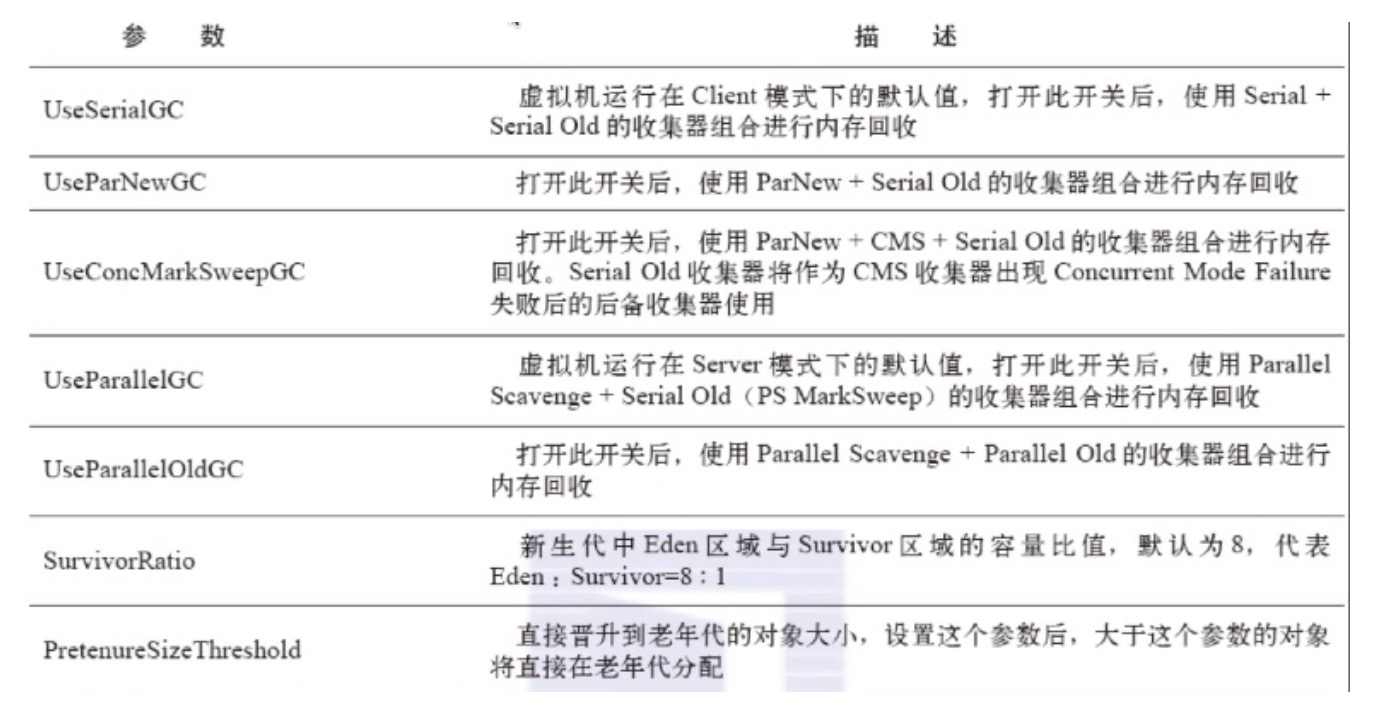 参 数 描 述
UseSerialGC 虚拟机运行在 Client 模式下的默认值，打开此开关后，使用 Serial +
Serial Old 的收集器组合进行内存回收
UseParNewGC 打开此开关后，使用 ParNew + Serial Old 的收集器组合进行内存回收
UseConcMarkSweepGC 打开此开关后，使用 ParNew + CMS + Serial Old 的收集器组合进行内存
回收。Serial Old 收集器将作为 CMS 收集器出现 Concurrent Mode Failure
失败后的后备收集器使用
UseParallelGC 虚拟机运行在 Server 模式下的默认值，打开此开关后，使用 Parallel
Scavenge + Serial Old（PS MarkSweep）的收集器组合进行内存回收
UseParallelOldGC 打开此开关后，使用 Parallel Scavenge + Parallel Old 的收集器组合进行
内存回收
SurvivorRatio 新生代中 Eden 区域与 Survivor 区域的容量比值，默认为 8，代表
Eden：Survivor=8：1
PretenureSizeThreshold 直接晋升到老年代的对象大小，设置这个参数后，大于这个参数的对象
将直接在老年代分配